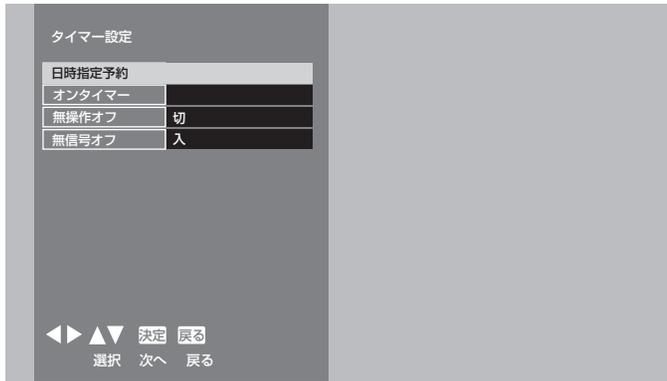 タイマー設定
日時指定予約
オンタイマー
無操作オフ 切
無信号オフ 入
決定 戻る
選択 次へ 戻る